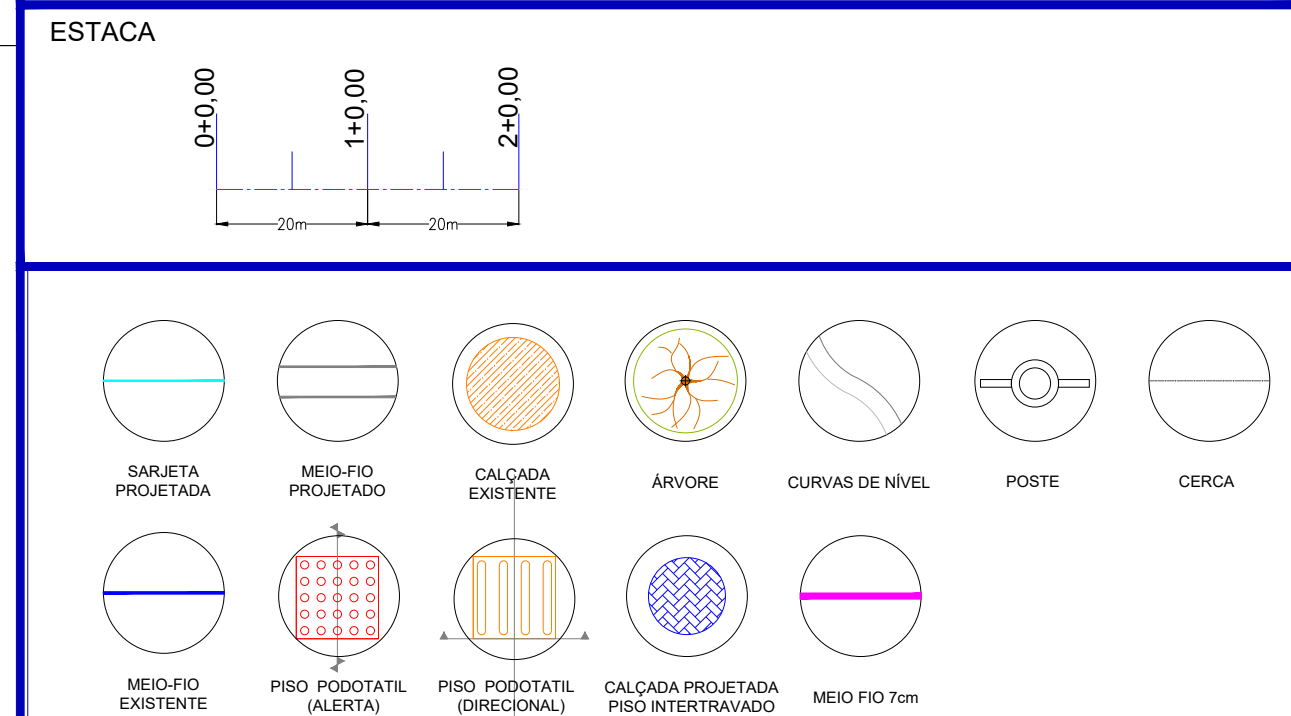 ESTACA
0+0,00
1+0,00
2+0,00
20m
20m
SARJETA
PROJETADA
MEIO-FIO
PROJETADO
CALÇADA
EXISTENTE
ÁRVORE
CURVAS DE NÍVEL
POSTE
CERCA
MEIO-FIO
EXISTENTE
PISO PODOTATIL
(ALERTA)
PISO PODOTATIL
(DIRECIONAL)
CALÇADA PROJETADA
PISO INTERTRAVADO
MEIO FIO 7cm